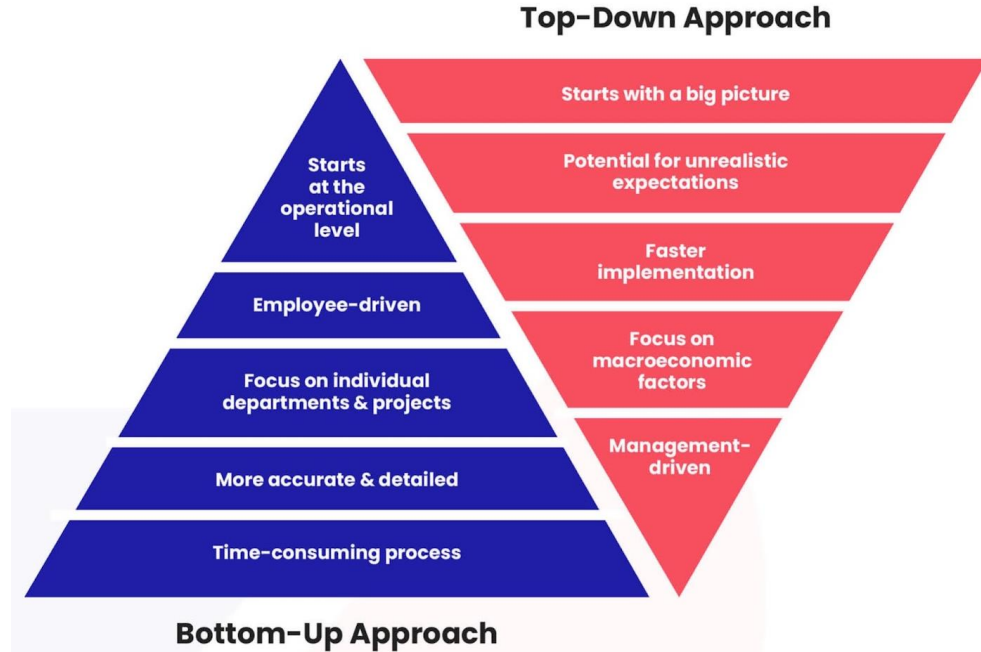 Top-Down Approach
Starts with a big picture
Potential for unrealistic
expectations
Faster
implementation
Focus on
macroeconomic
factors
Management-
driven
Starts
at the
operational
level
Employee-driven
Focus on individual
departments & projects
More accurate & detailed
Time-consuming process
Bottom-Up Approach